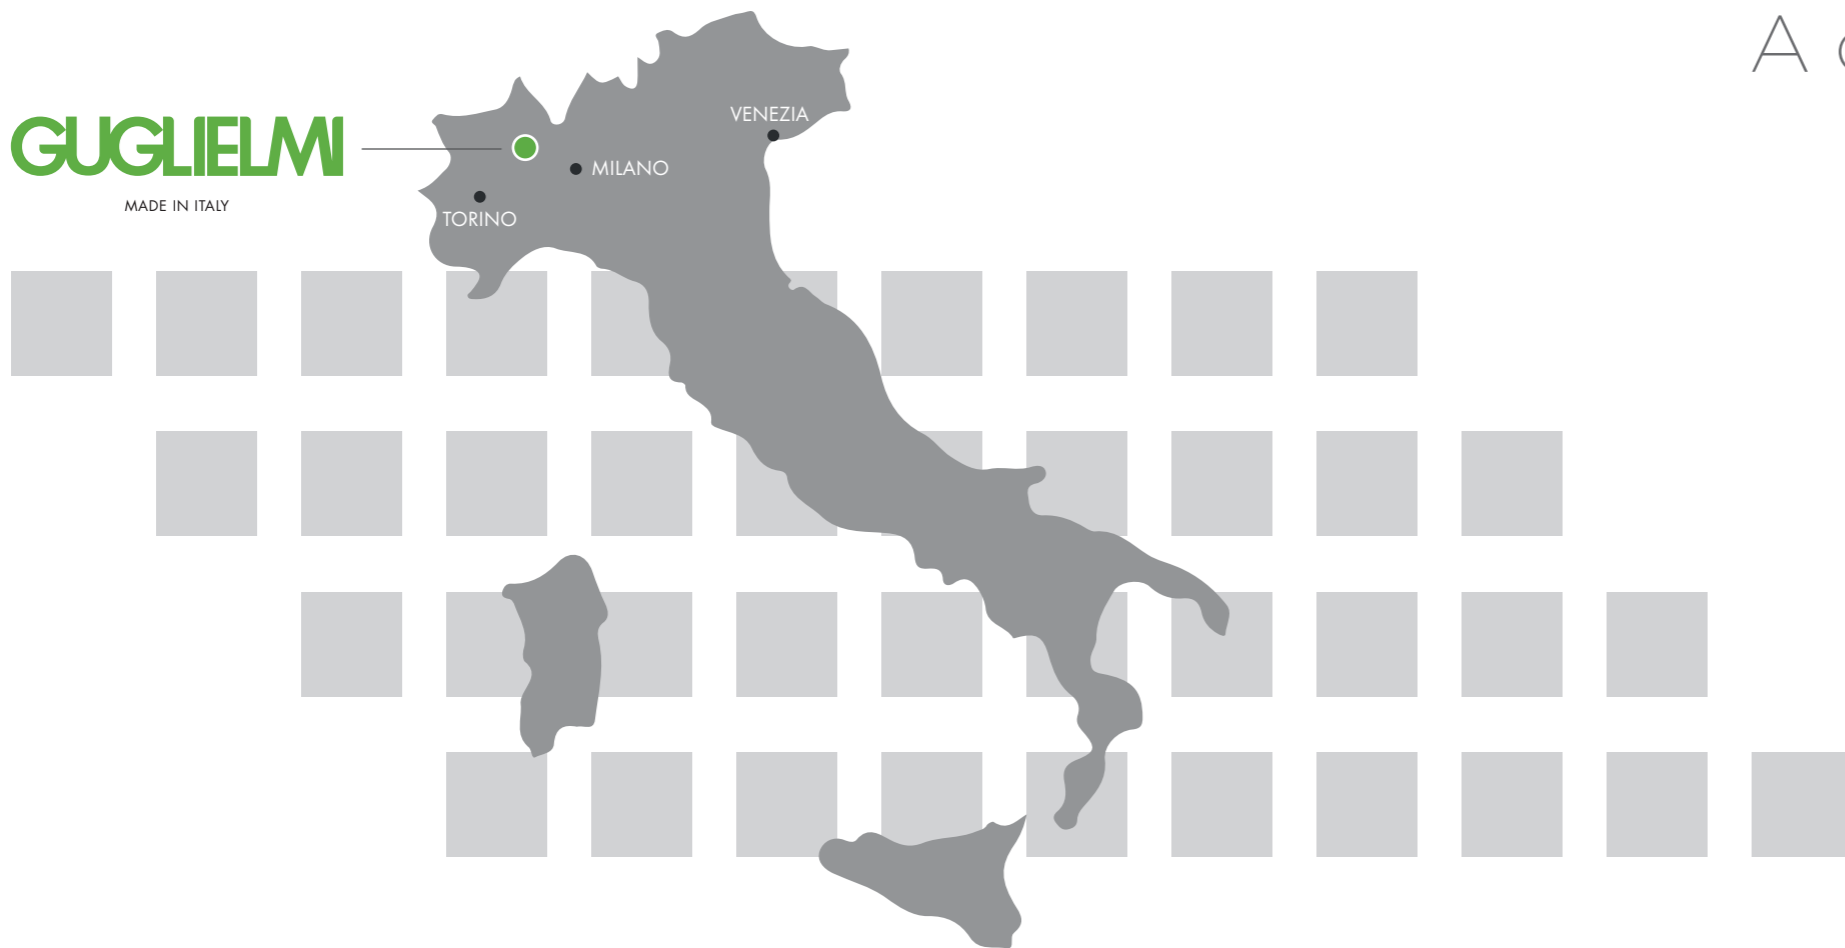 A
GUGLIELMI
MADE IN ITALY
VENEZIA
MILANO
TORINO